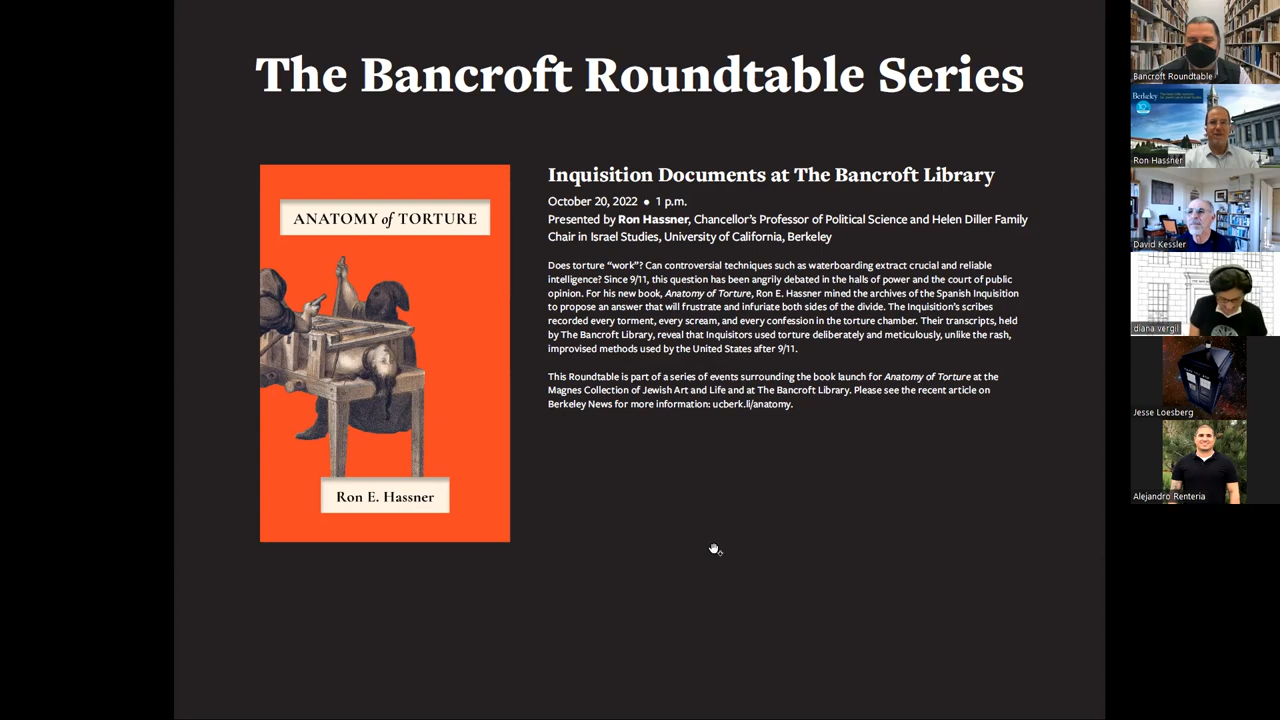 The Bancroft Roundtable Series
ANATOMY of TORTURE
Ron E. Hassner
Inquisition Documents at The Bancroft Library
October 20, 2022 ● 1 p.m.
Presented by Ron Hassner, Chancellor's Professor of Political Science and Helen Diller Family
Chair in Israel Studies, University of California, Berkeley
Does torture “work”? Can controversial techniques such as waterboarding extract crucial and reliable
intelligence? Since 9/11, this question has been angrily debated in the halls of power and the court of public
opinion. For his new book, Anatomy of Torture, Ron E. Hassner mined the archives of the Spanish Inquisition
to propose an answer that will frustrate and infuriate both sides of the divide. The Inquisition's scribes
recorded every torment, every scream, and every confession in the torture chamber. Their transcripts, held
by The Bancroft Library, reveal that Inquisitors used torture deliberately and meticulously, unlike the rash,
improvised methods used by the United States after 9/11.
This Roundtable is part of a series of events surrounding the book launch for Anatomy of Torture at the
Magnes Collection of Jewish Art and Life and at The Bancroft Library. Please see the recent article on
Berkeley News for more information: ucberk.li/anatomy.
Bancroft Roundtable
Berkeley
Ron Hassner
David Kessler
diana vergil
Jesse Loesberg
Alejandro Renteria